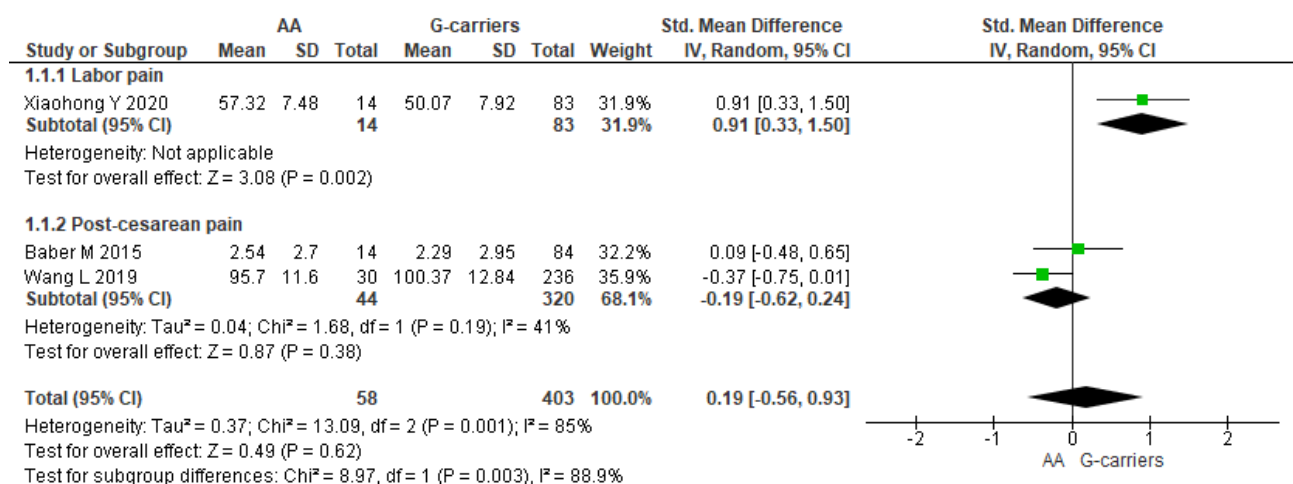 AA G-carriers Std. Mean Difference Std. Mean Difference
Study or Subgroup Mean SD Total Mean SD Total Weight IV, Random, 95% CI IV, Random, 95% CI
1.1.1 Labor pain
Xiaohong Y 2020 57.32 7.48 14 50.07 7.92 83 31.9% 0.91 [0.33, 1.50]
Subtotal (95% CI) 14 83 31.9% 0.91 [0.33, 1.50]
Heterogeneity: Not applicable
Test for overall effect: Z = 3.08 (P = 0.002)
1.1.2 Post-cesarean pain
Baber M 2015 2.54 2.7 14 2.29 2.95 84 32.2% 0.09 [-0.48, 0.65]
Wang L 2019 95.7 11.6 30 100.37 12.84 236 35.9% -0.37 [-0.75, 0.01]
Subtotal (95% CI) 44 320 68.1% -0.19 [-0.62, 0.24]
Heterogeneity: Tau² = 0.04; Chi² = 1.68, df = 1 (P = 0.19); I² = 41%
Test for overall effect: Z = 0.87 (P = 0.38)
Total (95% CI) 58 403 100.0% 0.19 [-0.56, 0.93]
Heterogeneity: Tau² = 0.37; Chi² = 13.09, df = 2 (P = 0.001); I² = 85%
Test for overall effect: Z = 0.49 (P = 0.62)
Test for subgroup differences: Chi² = 8.97, df = 1 (P = 0.003), I² = 88.9%
-2 -1 0 1 2
AA G-carriers